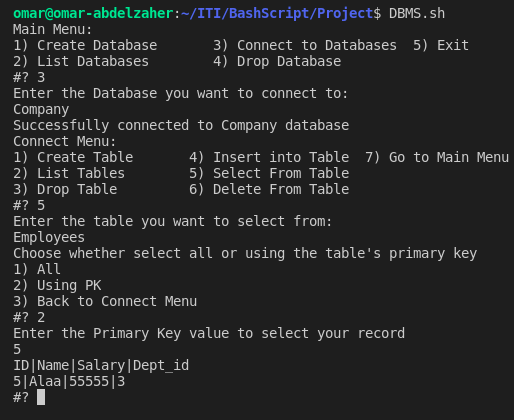 omar@omar-abdelzaher:~/ITI/BashScript/Project$ DBMS.sh
Main Menu:
1) Create Database       3) Connect to Databases  5) Exit
2) List Databases        4) Drop Database
#? 3
Enter the Database you want to connect to:
Company
Successfully connected to Company database
Connect Menu:
1) Create Table       4) Insert into Table  7) Go to Main Menu
2) List Tables        5) Select From Table
3) Drop Table         6) Delete From Table
#? 5
Enter the table you want to select from:
Employees
Choose whether select all or using the table's primary key
1) All
2) Using PK
3) Back to Connect Menu
#? 2
Enter the Primary Key value to select your record
5
ID|Name|Salary|Dept_id
5|Alaa|55555|3
#?